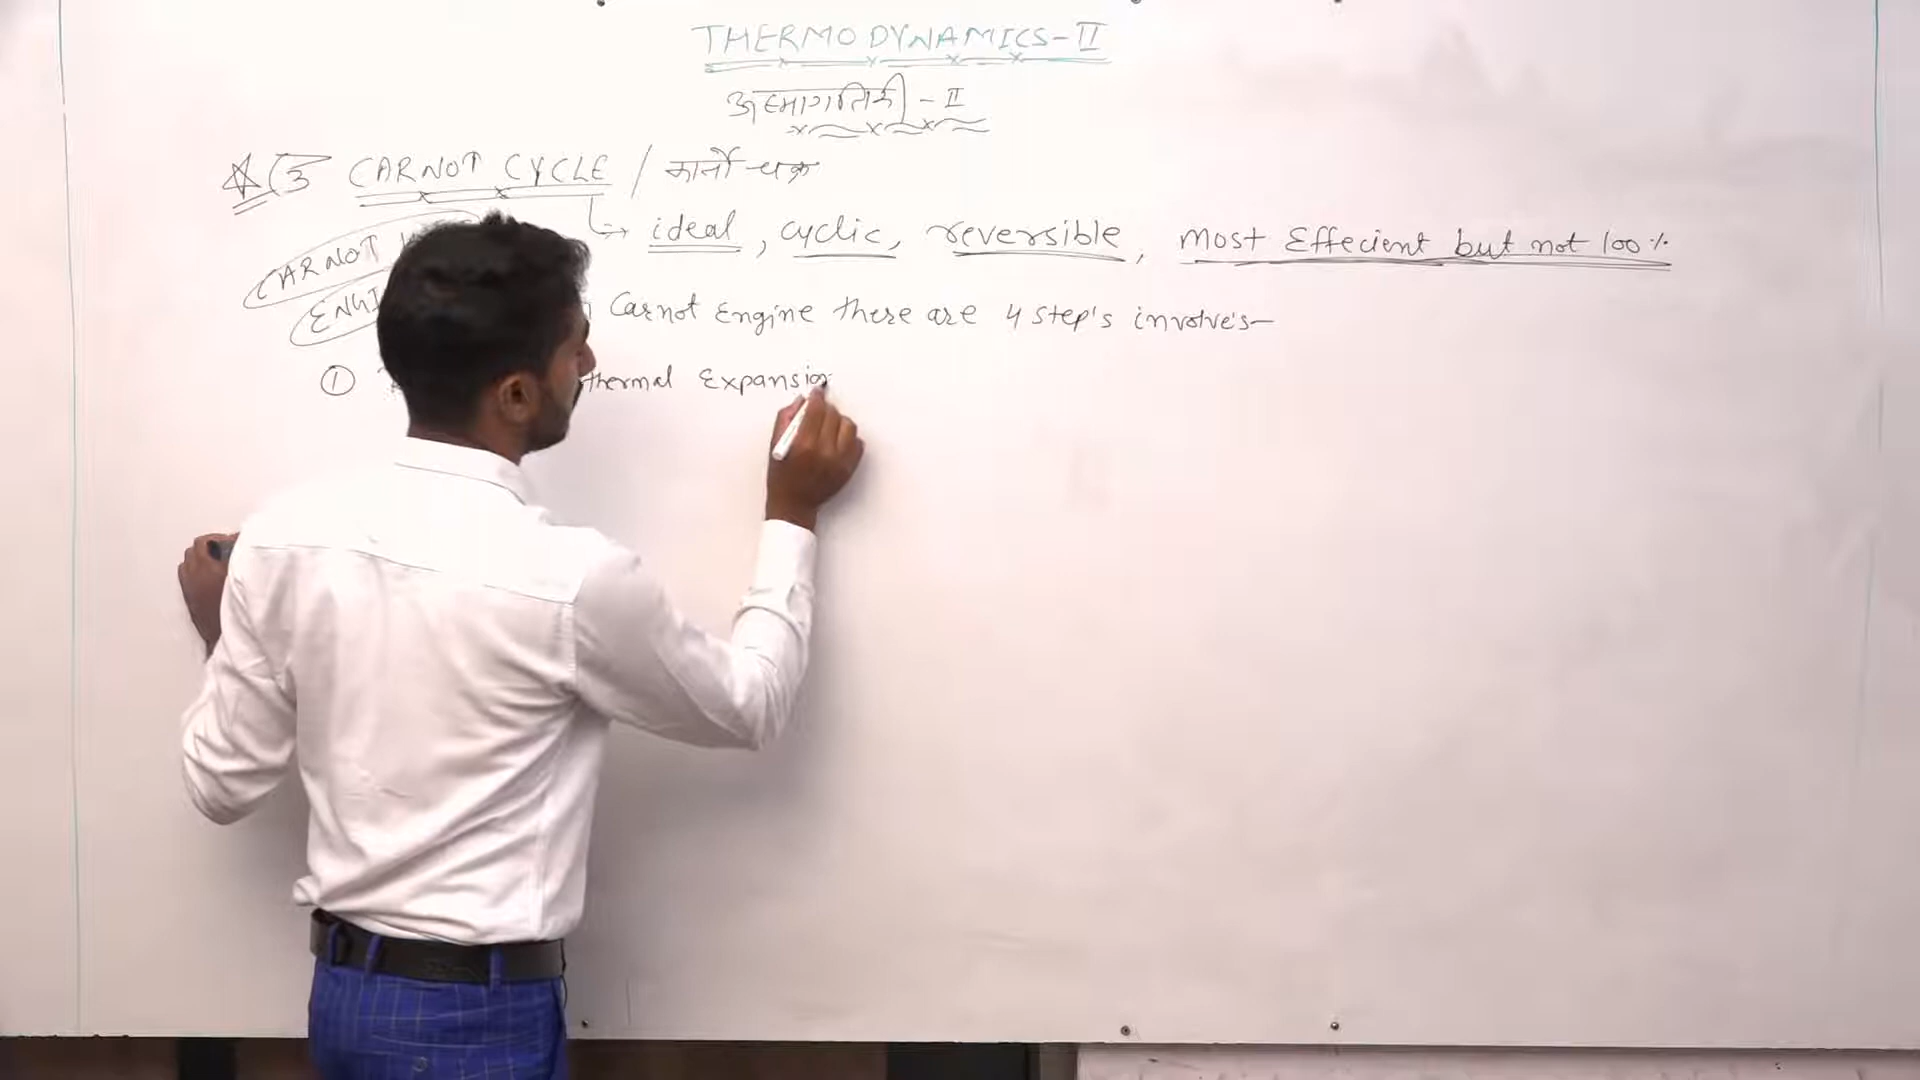 THERMODYNAMICS-II
ऊष्मागतिकी-II
(3 CARNOT CYCLE / कार्नो चक्र
ideal, cyclic, reversible, most Effecient but not 100%
CARNOT
Carnot Engine there are 4 step's involve's—
① thermal Expansion